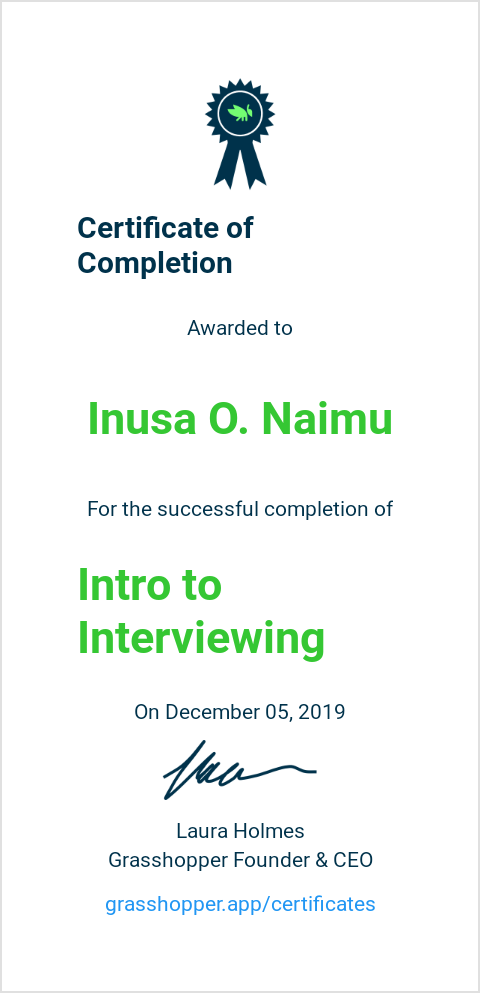 Certificate of
Completion
Awarded to
Inusa O. Naimu
For the successful completion of
Intro to
Interviewing
On December 05, 2019
Laura Holmes
Grasshopper Founder & CEO
grasshopper.app/certificates